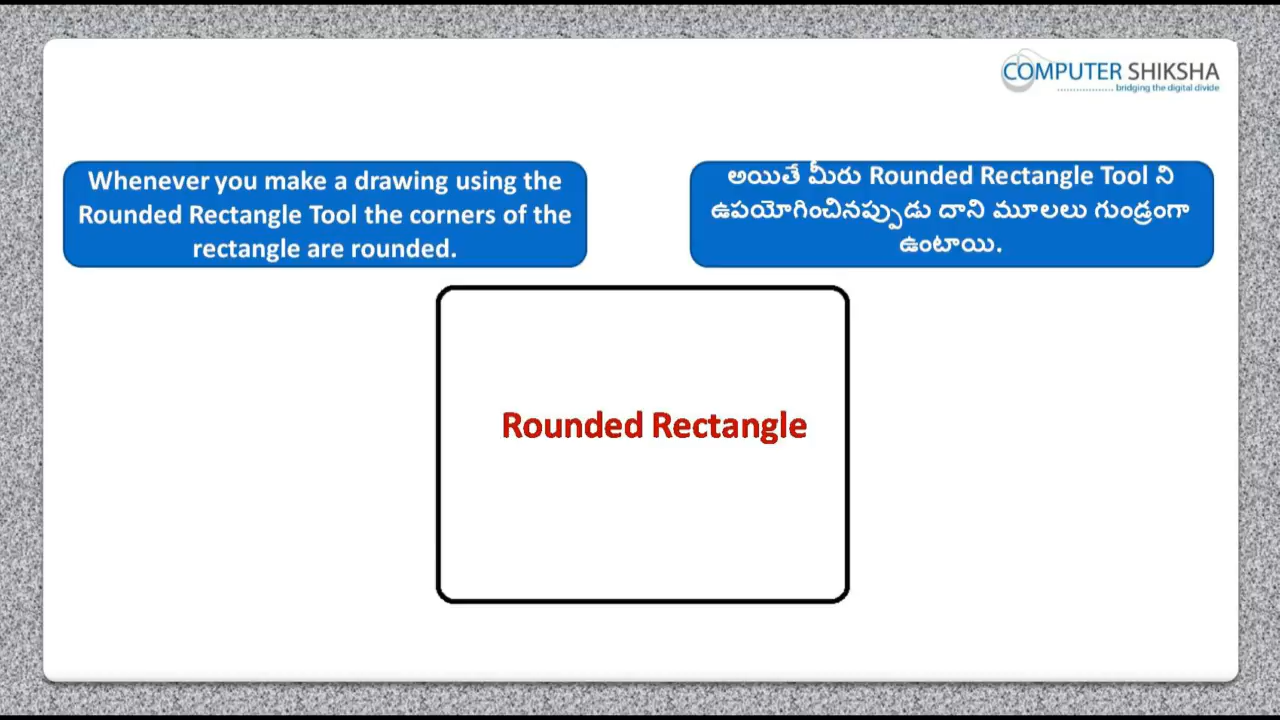 COMPUTER SHIKSHA
bridging the digital divide
Whenever you make a drawing using the
Rounded Rectangle Tool the corners of the
rectangle are rounded.
అయితే మీరు Rounded Rectangle Tool ని
ఉపయోగించినప్పుడు దాని మూలలు గుండ్రంగా
ఉంటాయి.
Rounded Rectangle